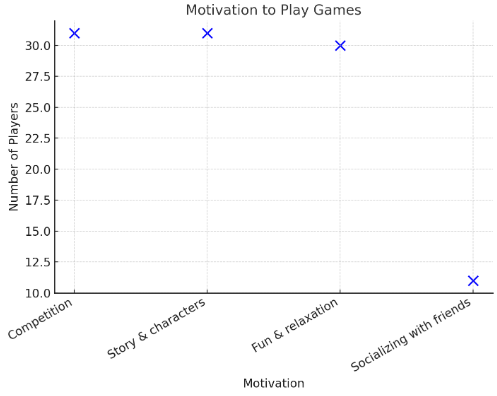 Motivation to Play Games
Number of Players
30.0
27.5
25.0
22.5
20.0
17.5
15.0
12.5
10.0
Competition
Story & characters
Fun & relaxation
Socializing with friends
Motivation